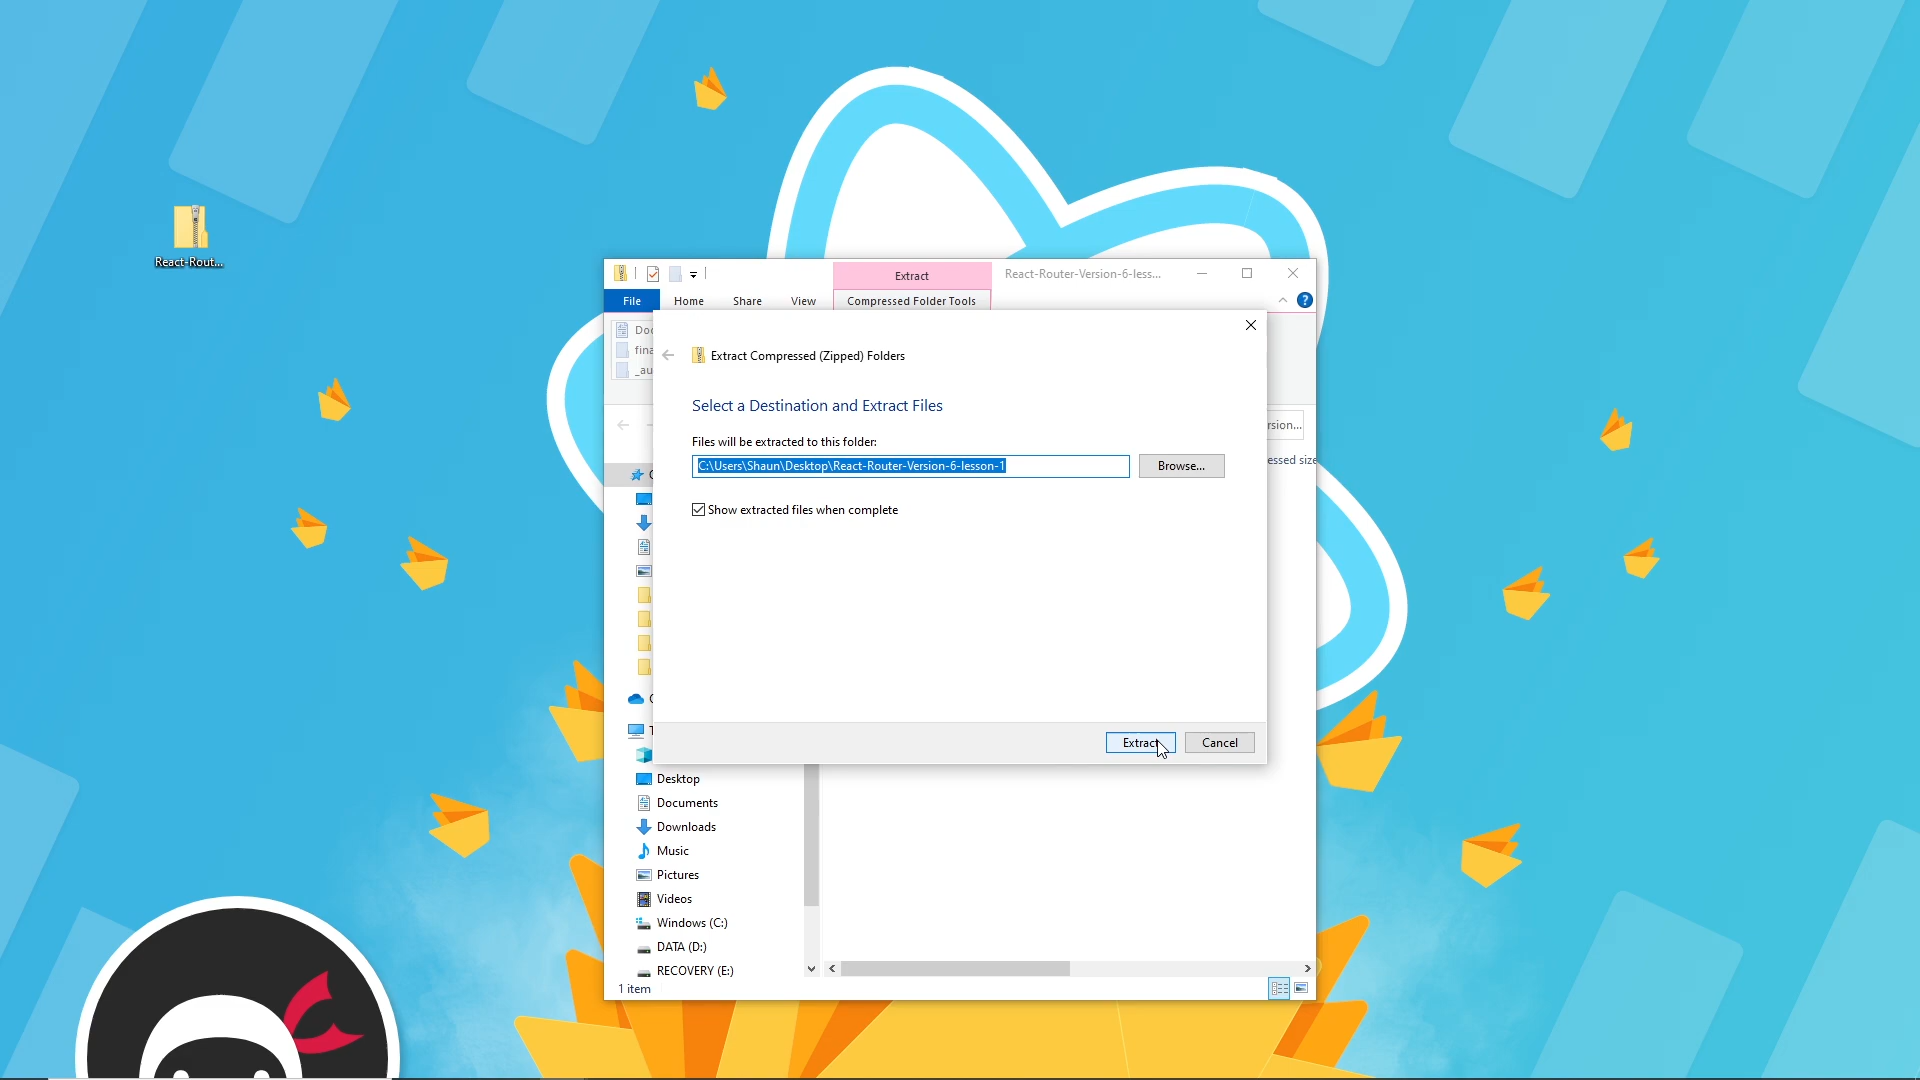 React-Rout...
Extract
React-Router-Version-6-less...
File
Home
Share
View
Compressed Folder Tools
Extract Compressed (Zipped) Folders
Select a Destination and Extract Files
Files will be extracted to this folder:
C:\Users\Shaun\Desktop\React-Router-Version-6-lesson-1
Browse...
Show extracted files when complete
Extract
Cancel
Desktop
Documents
Downloads
Music
Pictures
Videos
Windows (C:)
DATA (D:)
RECOVERY (E:)
1 item